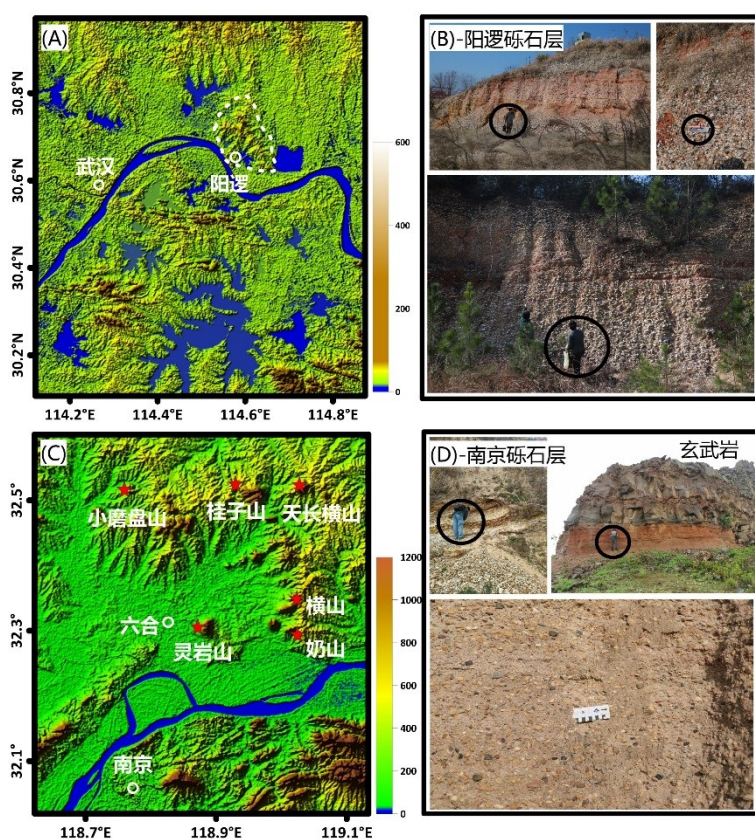 (A)
30.8°N
30.6°N
30.4°N
30.2°N
武汉
阳逻
114.2°E 114.4°E 114.6°E 114.8°E
600
400
200
0
(B)-阳逻砾石层
(C)
32.5°
32.3°
32.1°
小磨盘山
桂子山
天长横山
横山
六合
灵岩山
奶山
南京
118.7°E 118.9°E 119.1°E
1200
1000
800
600
400
200
0
(D)-南京砾石层
玄武岩